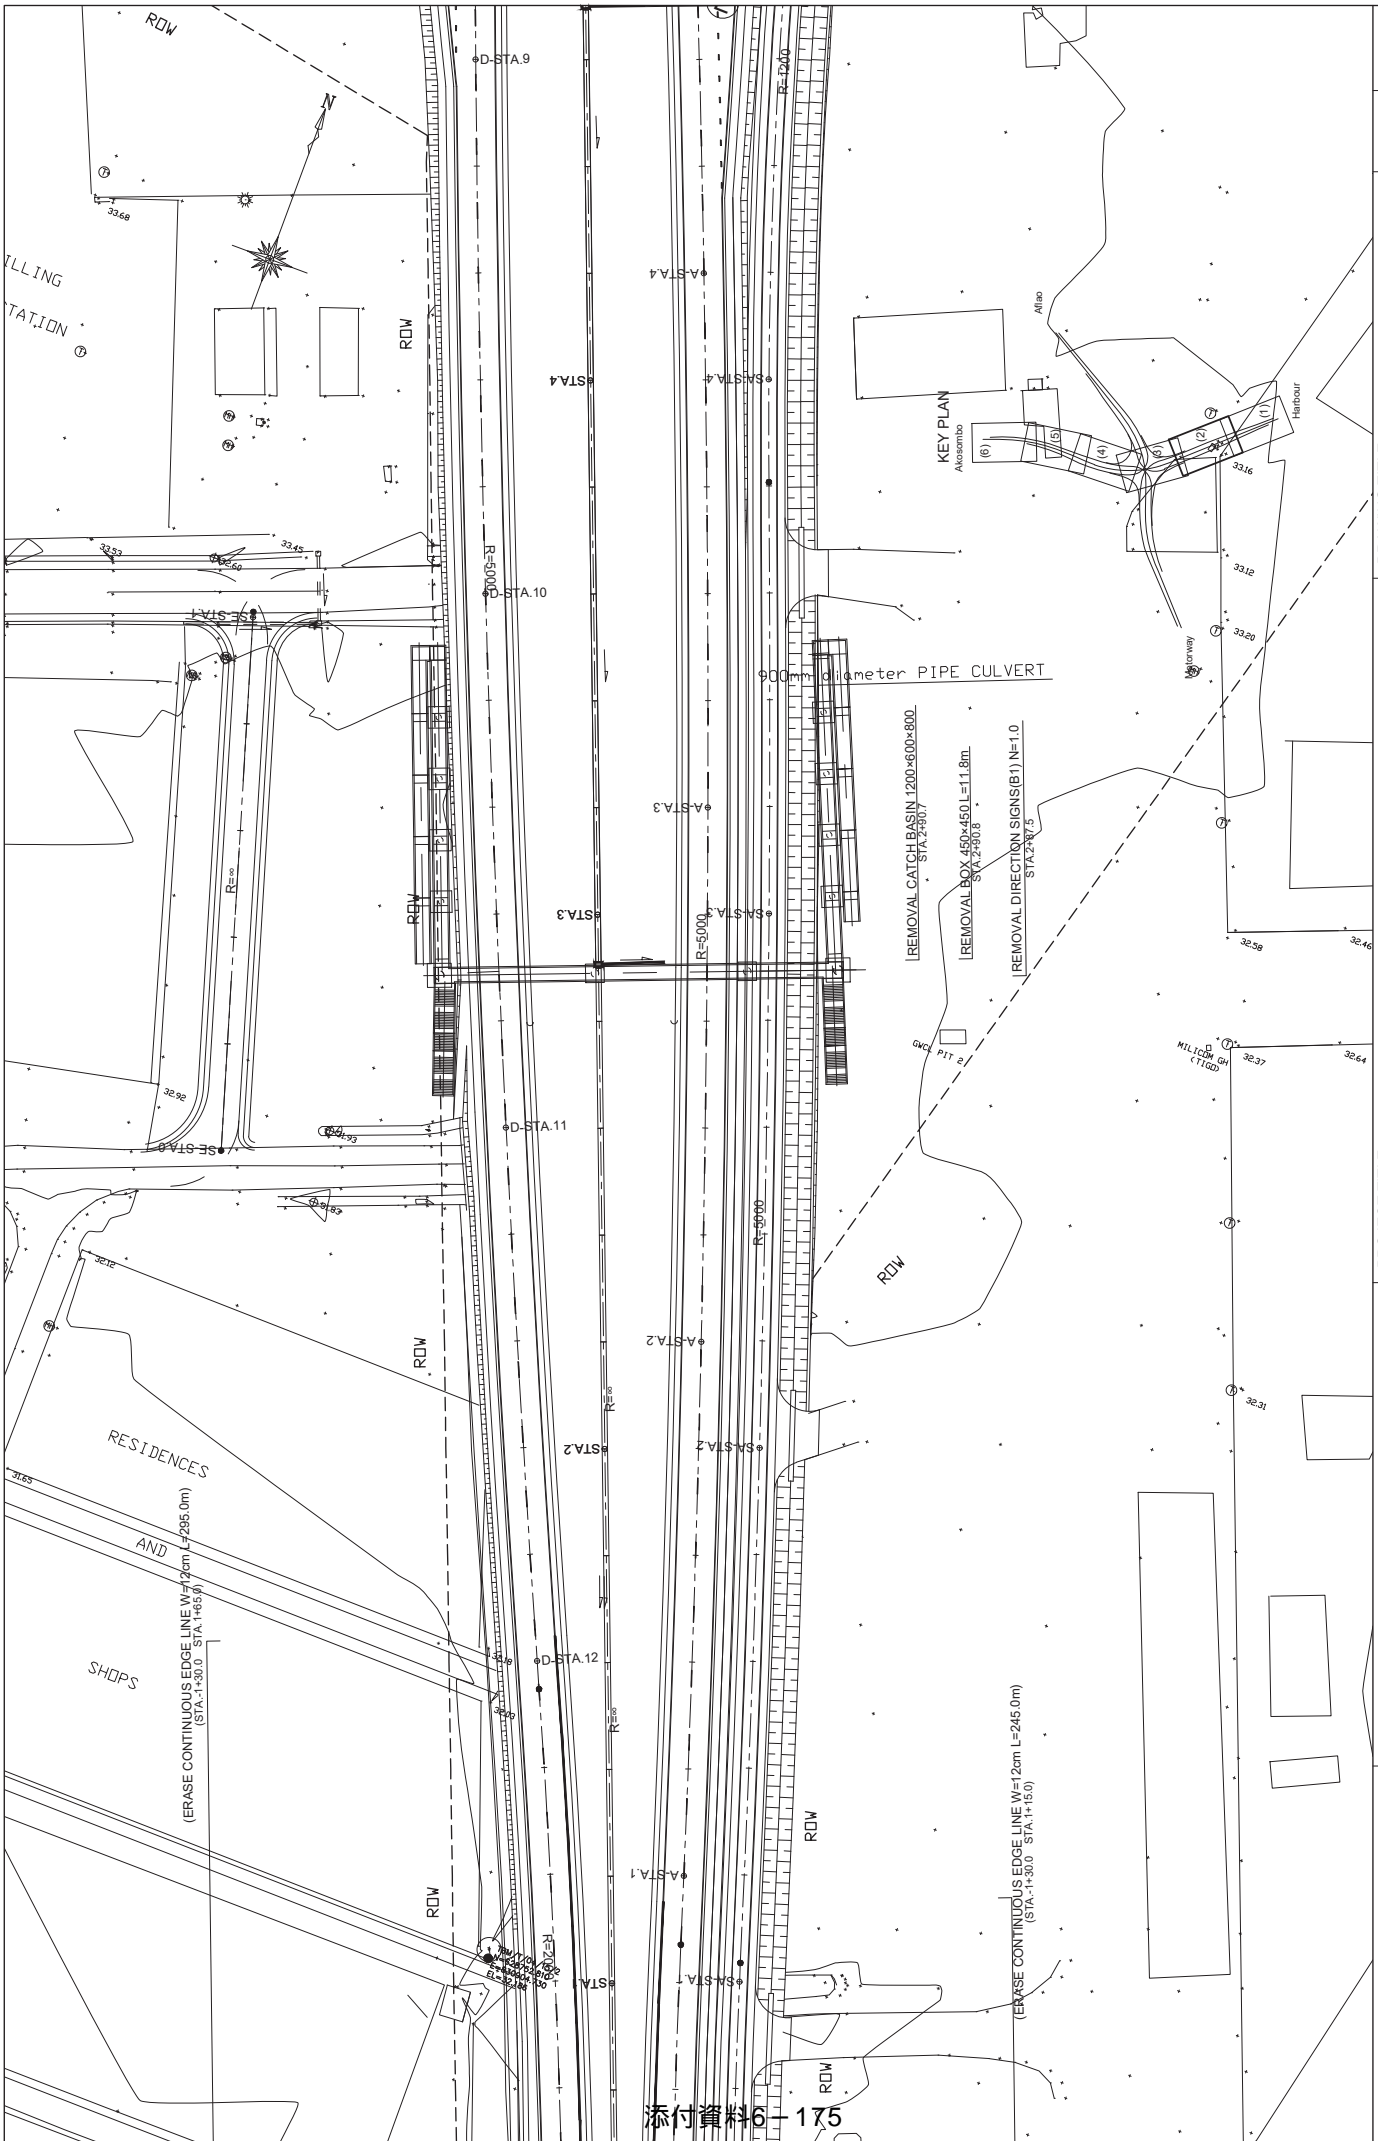 ROW
D-STA.9
R=1200
N
33.68
ILLING
TATION
ROW
A-STA.4
STA.4
SA-STA.4
Aflao
KEY PLAN
Akosombo
(6)
(5)
(4)
(3)
(2)
(1)
Harbour
33.16
33.53
33.45
32.60
R=5000
D-STA.10
33.12
SE-STA.1
33.20
Motorway
900mm diameter PIPE CULVERT
REMOVAL CATCH BASIN 1200×600×800
STA.2+90.7
REMOVAL BOX 450×450 L=11.8m
STA.2+90.8
REMOVAL DIRECTION SIGNS(B1) N=1.0
STA.2+87.5
A-STA.3
R=∞
ROW
STA.3
SA-STA.3
R=5000
32.58
32.46
GWCL PIT 2
MILICOM GH
(TIGO)
32.37
32.64
32.92
D-STA.11
31.93
SE-STA.0
31.83
R=5000
32.12
ROW
ROW
A-STA.2
R=∞
32.31
STA.2
SA-STA.2
RESIDENCES
31.65
AND
(ERASE CONTINUOUS EDGE LINE W=12cm L=295.0m)
(STA.-1+30.0 STA.1+65.0)
SHOPS
D-STA.12
32.03
R=∞
(ERASE CONTINUOUS EDGE LINE W=12cm L=245.0m)
(STA.-1+30.0 STA.1+15.0)
ROW
A-STA.1
ROW
STA.1
SA-STA.1
ROW
添付資料6－175